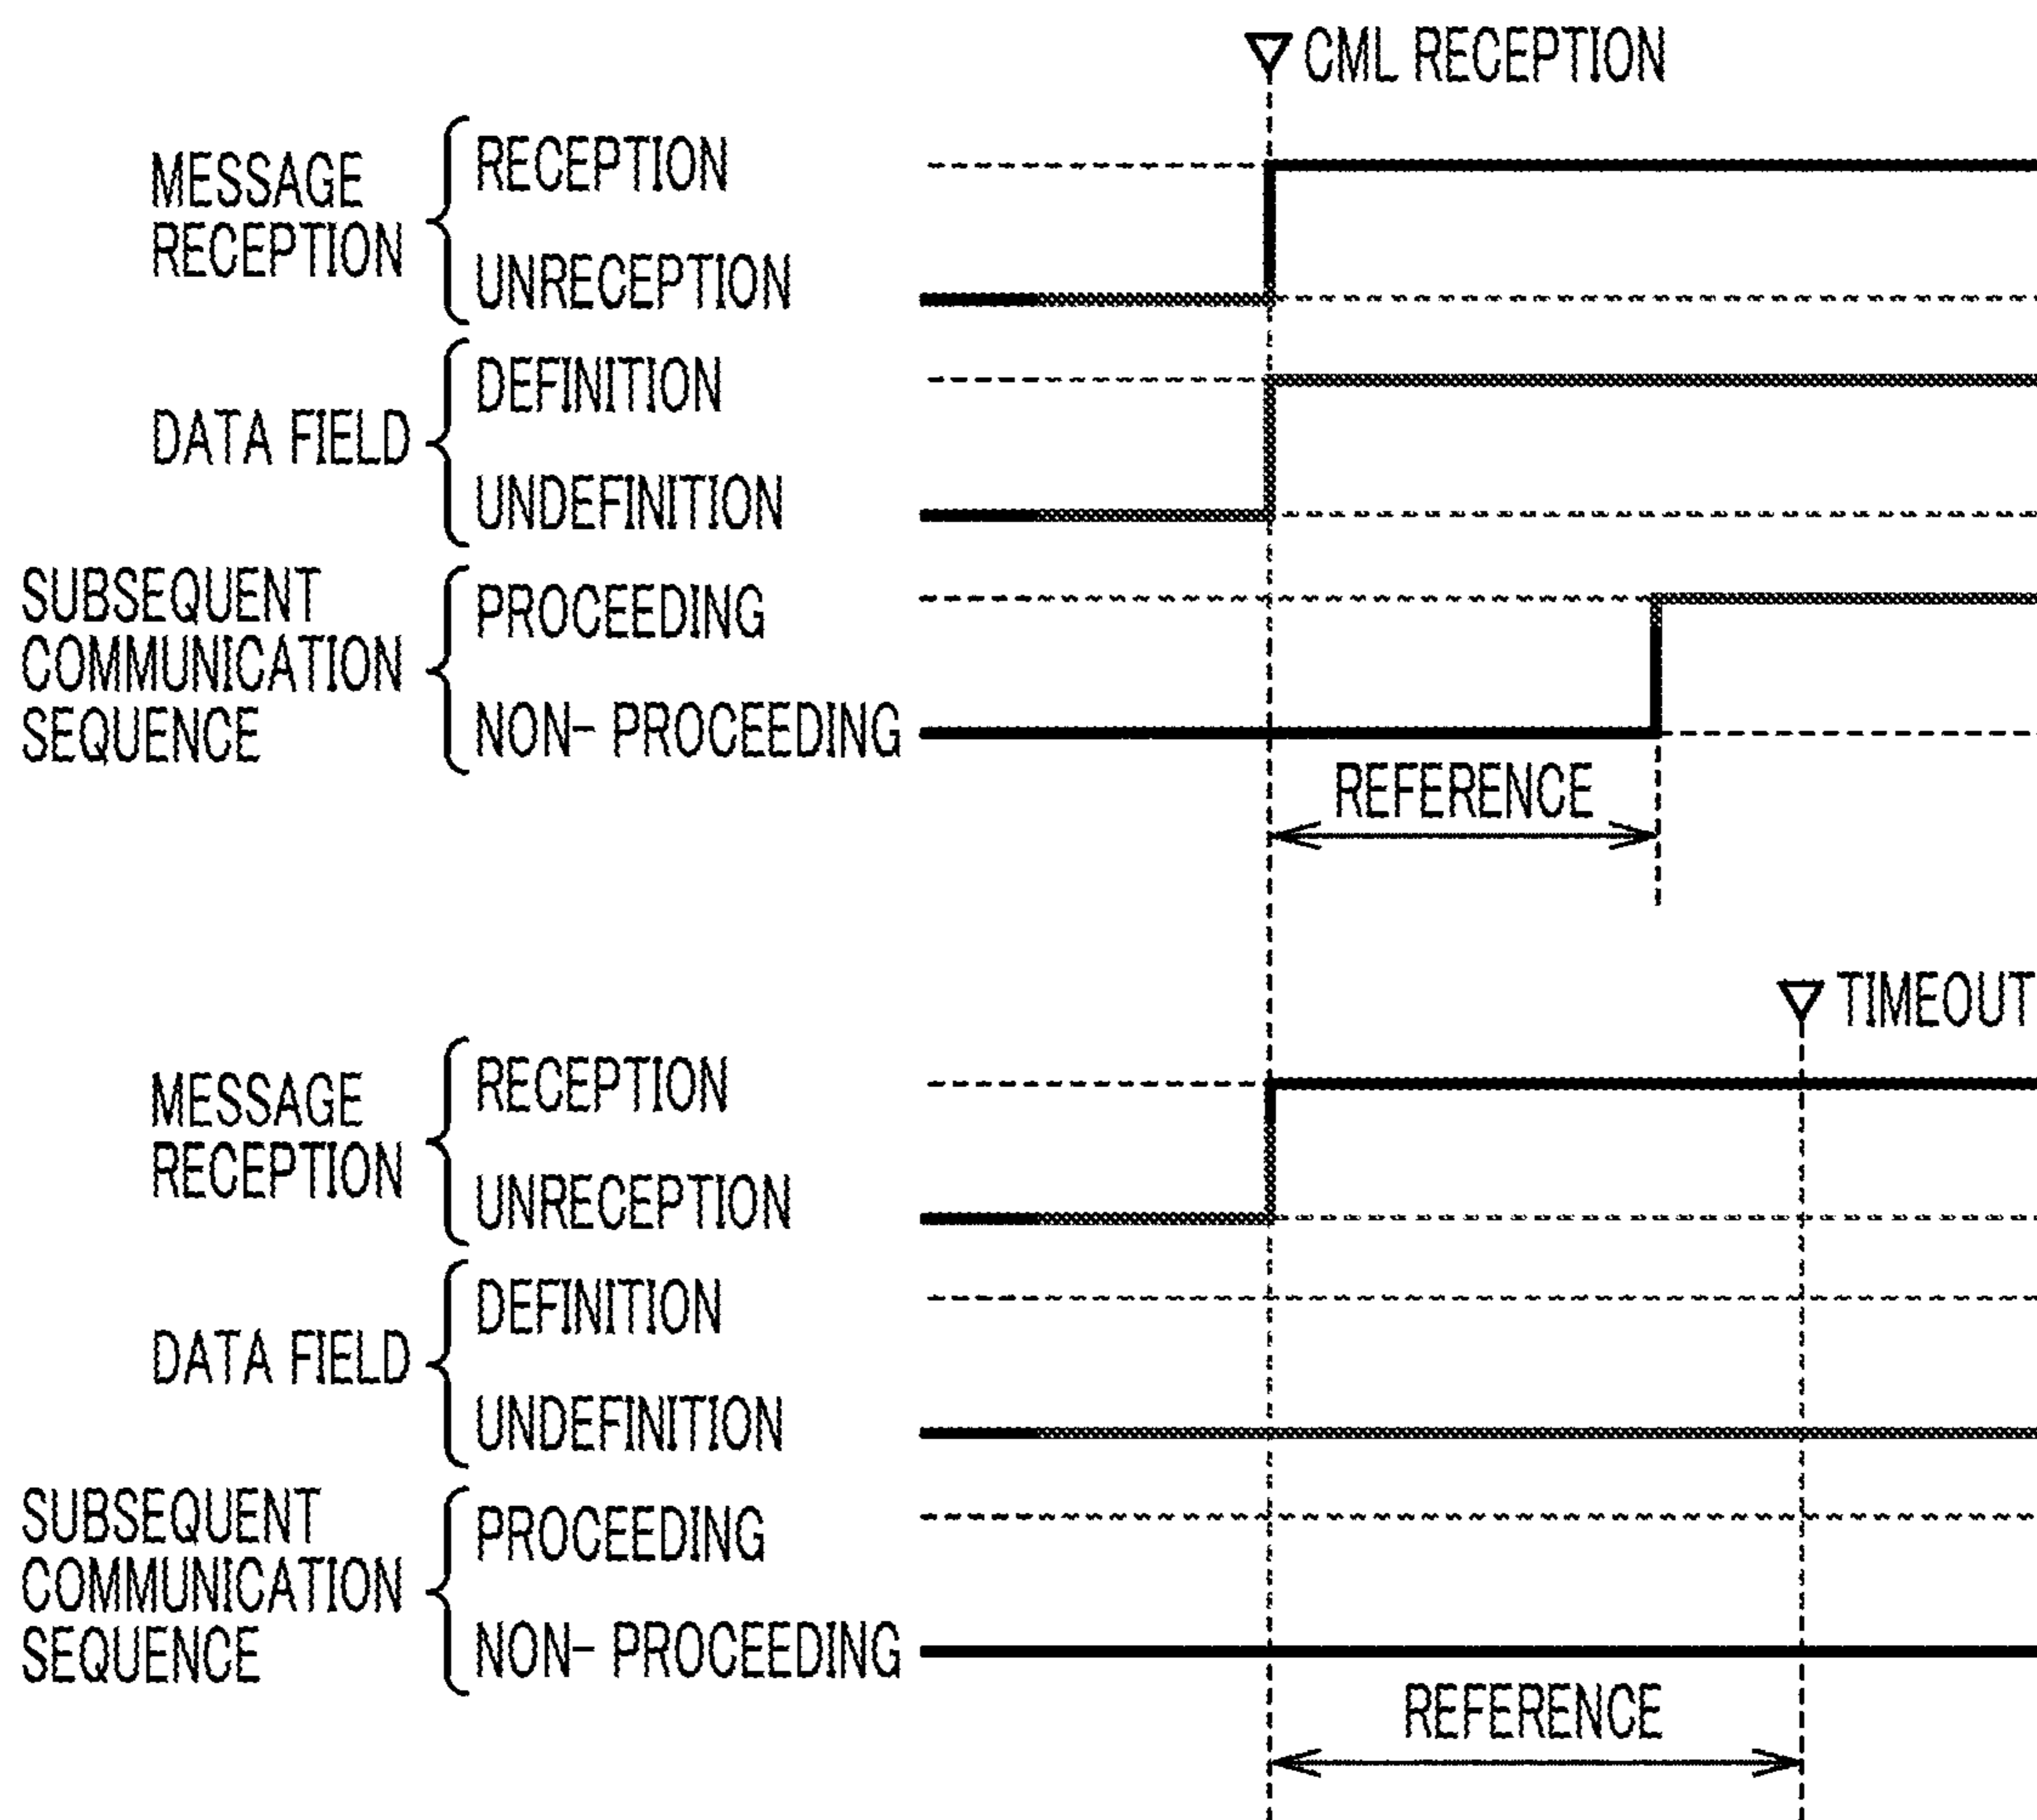 CML RECEPTION
MESSAGE
RECEPTION
RECEPTION
UNRECEPTION
DATA FIELD
DEFINITION
UNDEFINITION
SUBSEQUENT
COMMUNICATION
SEQUENCE
PROCEEDING
NON- PROCEEDING
REFERENCE
TIMEOUT
MESSAGE
RECEPTION
RECEPTION
UNRECEPTION
DATA FIELD
DEFINITION
UNDEFINITION
SUBSEQUENT
COMMUNICATION
SEQUENCE
PROCEEDING
NON- PROCEEDING
REFERENCE